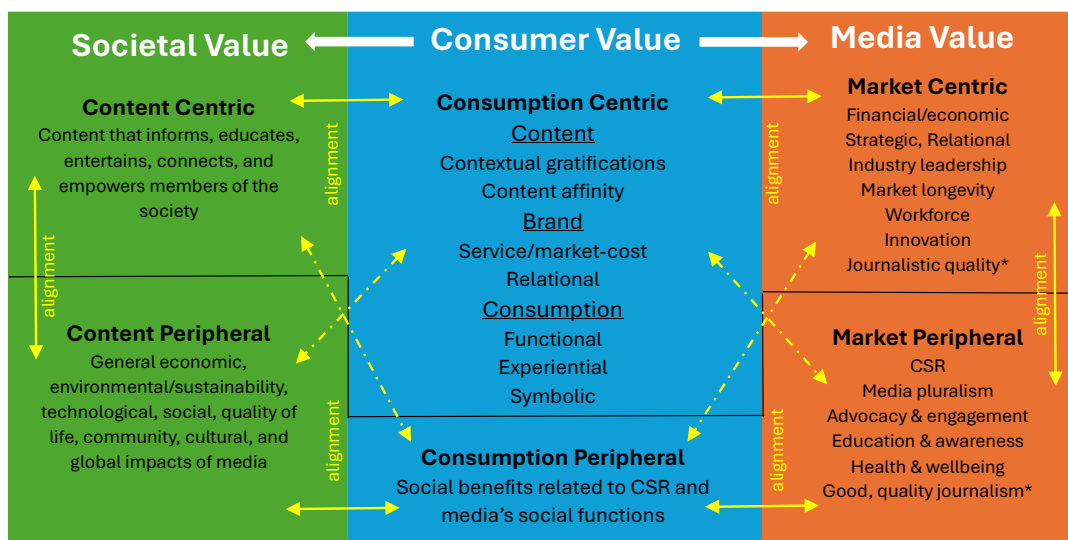 Societal Value
Consumer Value
Media Value
Content Centric
Content that informs, educates,
entertains, connects, and
empowers members of the
society
alignment
alignment
Content Peripheral
General economic,
environmental/sustainability,
technological, social, quality of
life, community, cultural, and
global impacts of media
alignment
Consumption Centric
Content
Contextual gratifications
Content affinity
Brand
Service/market-cost
Relational
Consumption
Functional
Experiential
Symbolic
Consumption Peripheral
Social benefits related to CSR and
media's social functions
alignment
Market Centric
Financial/economic
Strategic, Relational
Industry leadership
Market longevity
Workforce
Innovation
Journalistic quality*
alignment
Market Peripheral
CSR
Media pluralism
Advocacy & engagement
Education & awareness
Health & wellbeing
Good, quality journalism*
alignment